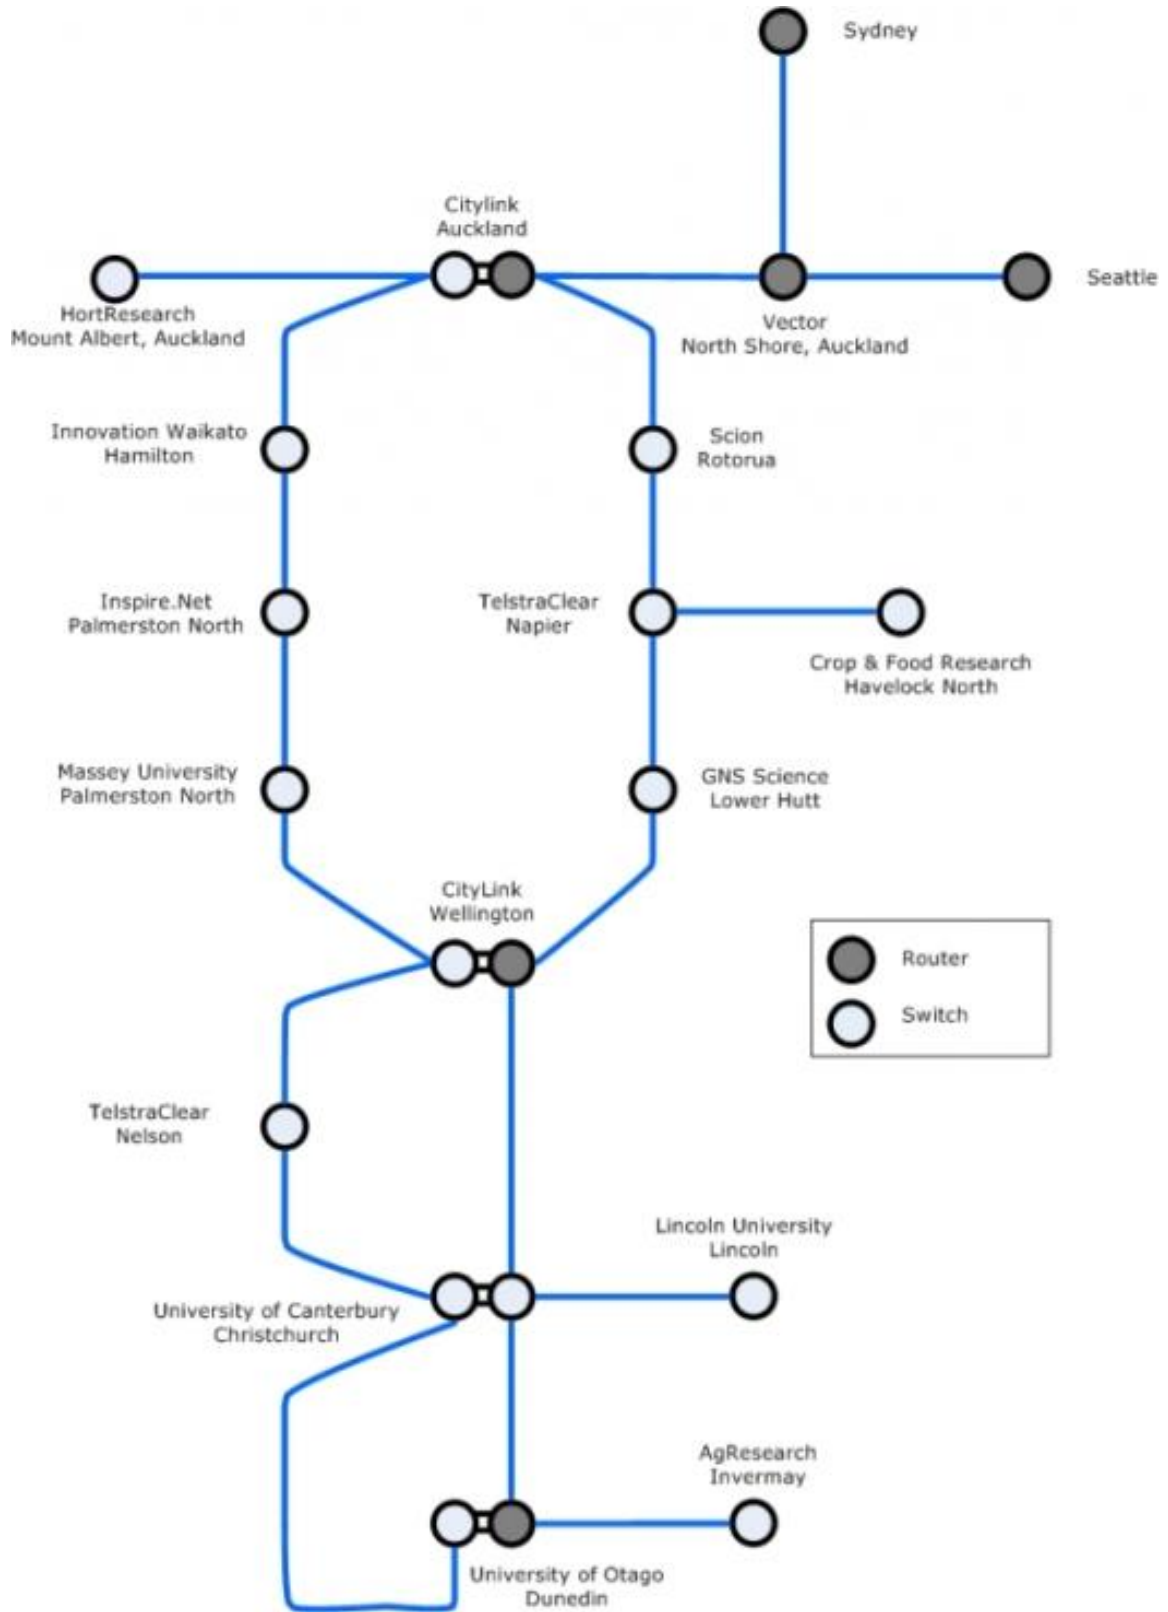 Sydney
Citylink
Auckland
HortResearch
Mount Albert, Auckland
Vector
North Shore, Auckland
Seattle
Innovation Waikato
Hamilton
Scion
Rotorua
Inspire.Net
Palmerston North
TelstraClear
Napier
Crop & Food Research
Havelock North
Massey University
Palmerston North
GNS Science
Lower Hutt
CityLink
Wellington
Router
Switch
TelstraClear
Nelson
Lincoln University
Lincoln
University of Canterbury
Christchurch
AgResearch
Invermay
University of Otago
Dunedin